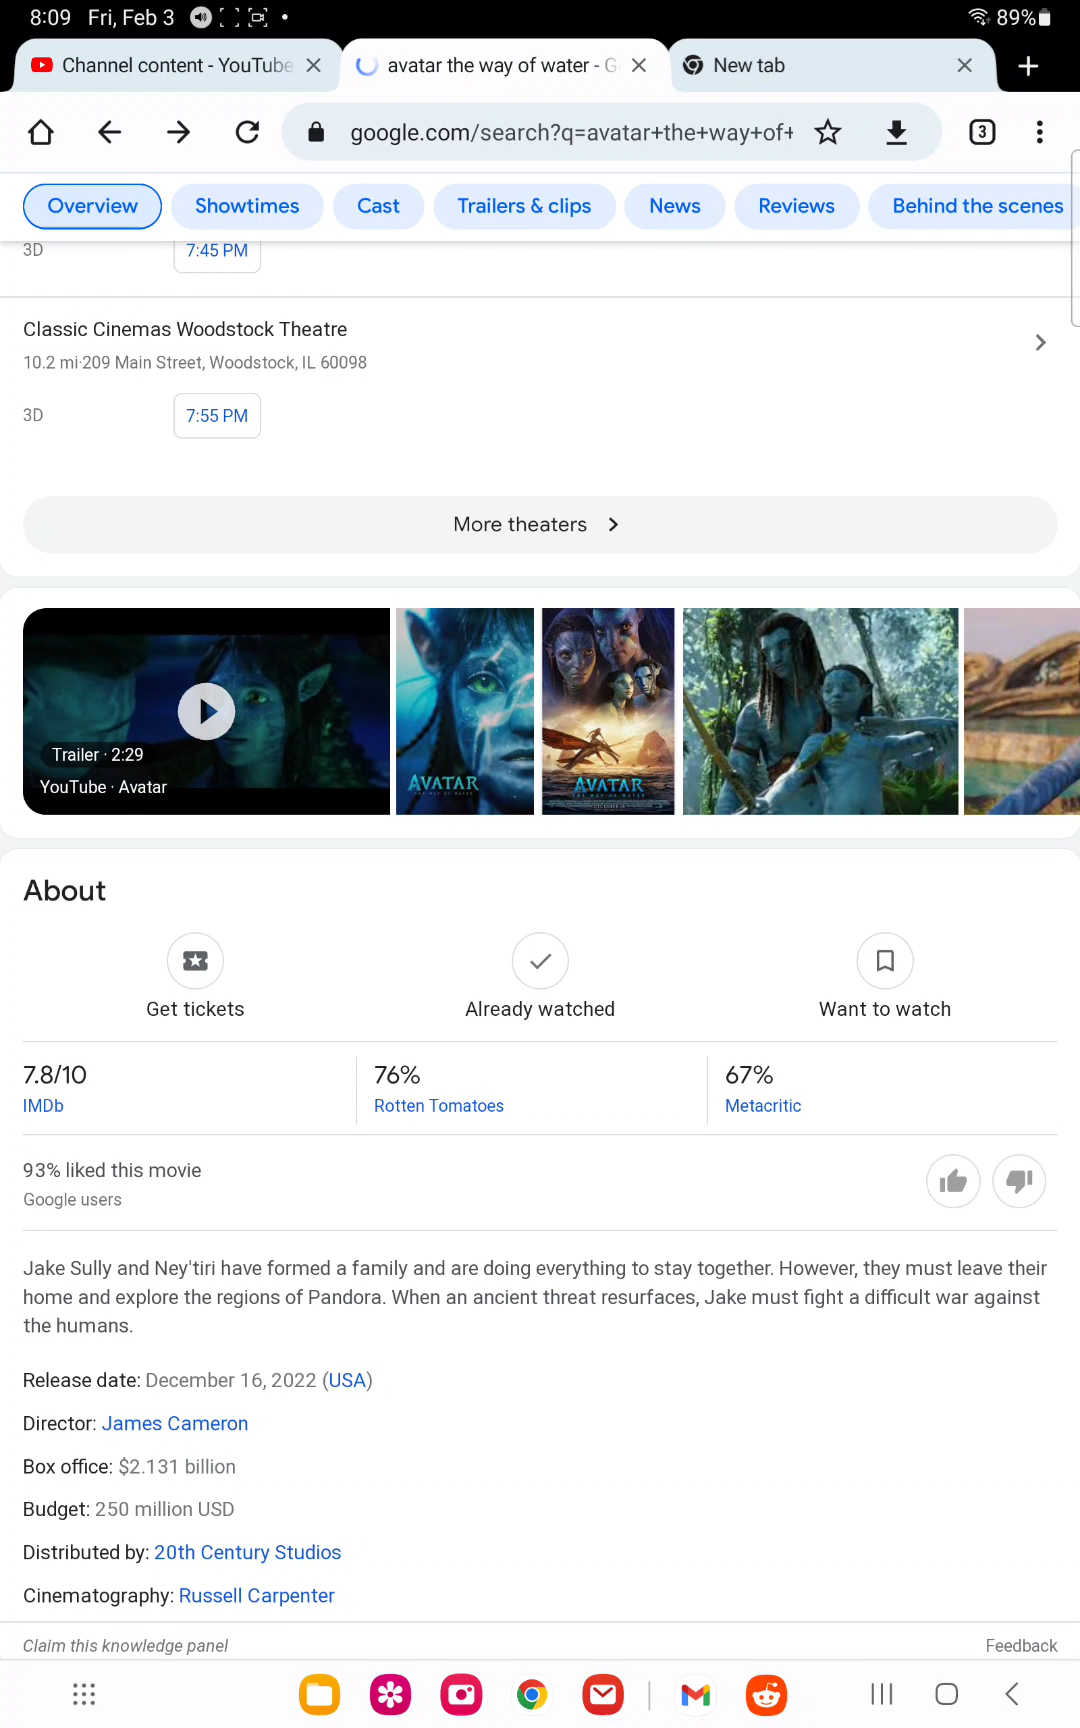 8:09 Fri, Feb 3
89%
Channel content - YouTube
avatar the way of water - G
New tab
google.com/search?q=avatar+the+way+of+
3
Overview
Showtimes
Cast
Trailers & clips
News
Reviews
Behind the scenes
3D
7:45 PM
Classic Cinemas Woodstock Theatre
10.2 mi·209 Main Street, Woodstock, IL 60098
3D
7:55 PM
More theaters
Trailer · 2:29
YouTube · Avatar
AVATAR
THE WAY OF WATER
AVATAR
THE WAY OF WATER
About
Get tickets
Already watched
Want to watch
7.8/10
IMDb
76%
Rotten Tomatoes
67%
Metacritic
93% liked this movie
Google users
Jake Sully and Ney'tiri have formed a family and are doing everything to stay together. However, they must leave their
home and explore the regions of Pandora. When an ancient threat resurfaces, Jake must fight a difficult war against
the humans.
Release date: December 16, 2022 (USA)
Director: James Cameron
Box office: $2.131 billion
Budget: 250 million USD
Distributed by: 20th Century Studios
Cinematography: Russell Carpenter
Claim this knowledge panel
Feedback